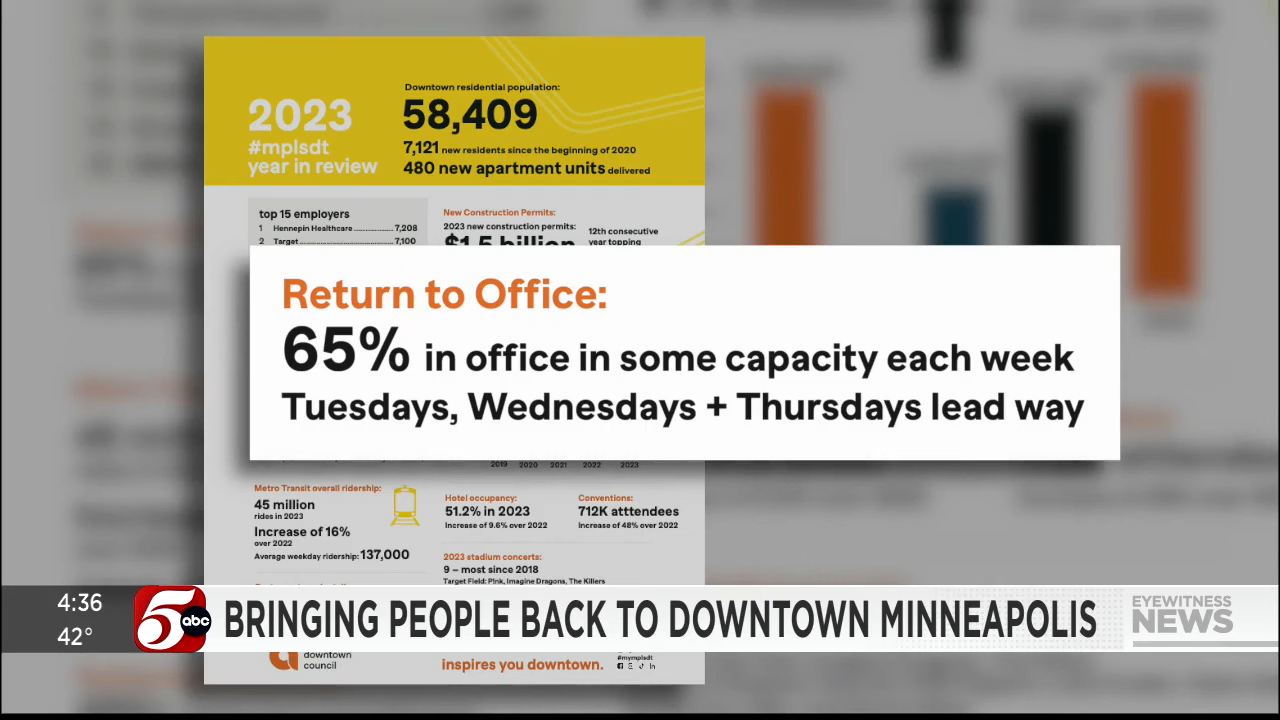 2023
#mplsdt
year in review
Downtown residential population:
58,409
7,121 new residents since the beginning of 2020
480 new apartment units delivered
top 15 employers
1 Hennepin Healthcare 7,208
2 Target 7,100
New Construction Permits:
2023 new construction permits:
$1.5 billion
12th consecutive
year topping
Return to Office:
65% in office in some capacity each week
Tuesdays, Wednesdays + Thursdays lead way
2019 2020 2021 2022 2023
Metro Transit overall ridership:
45 million
rides in 2023
Increase of 16%
over 2022
Average weekday ridership: 137,000
Hotel occupancy:
51.2% in 2023
Increase of 9.6% over 2022
Conventions:
712K atttendees
Increase of 48% over 2022
2023 stadium concerts:
9 – most since 2018
Target Field: P!nk, Imagine Dragons, The Killers
4:36
42°
5
abc
BRINGING PEOPLE BACK TO DOWNTOWN MINNEAPOLIS
EYEWITNESS
NEWS
downtown
council
inspires you downtown.
#mymplsdt